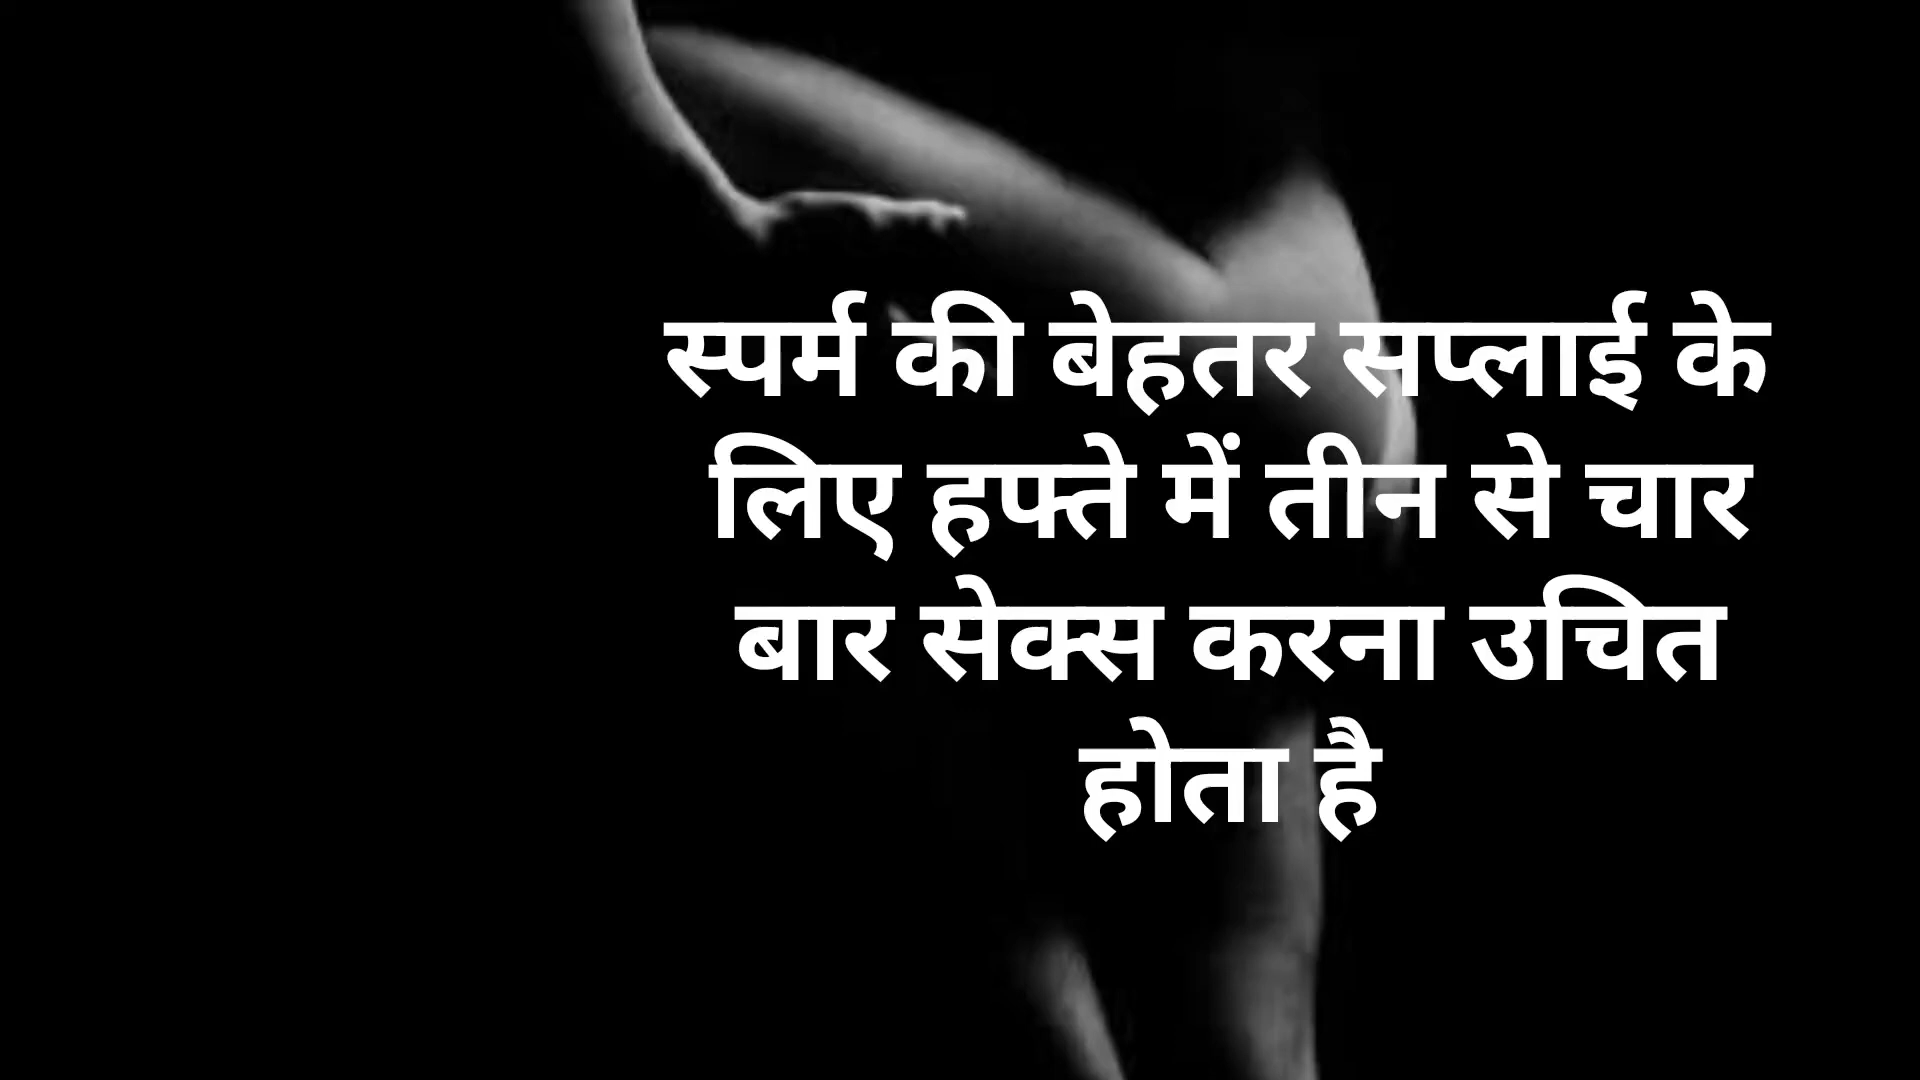 स्पर्म की बेहतर सप्लाई के
लिए हफ्ते में तीन से चार
बार सेक्स करना उचित
होता है